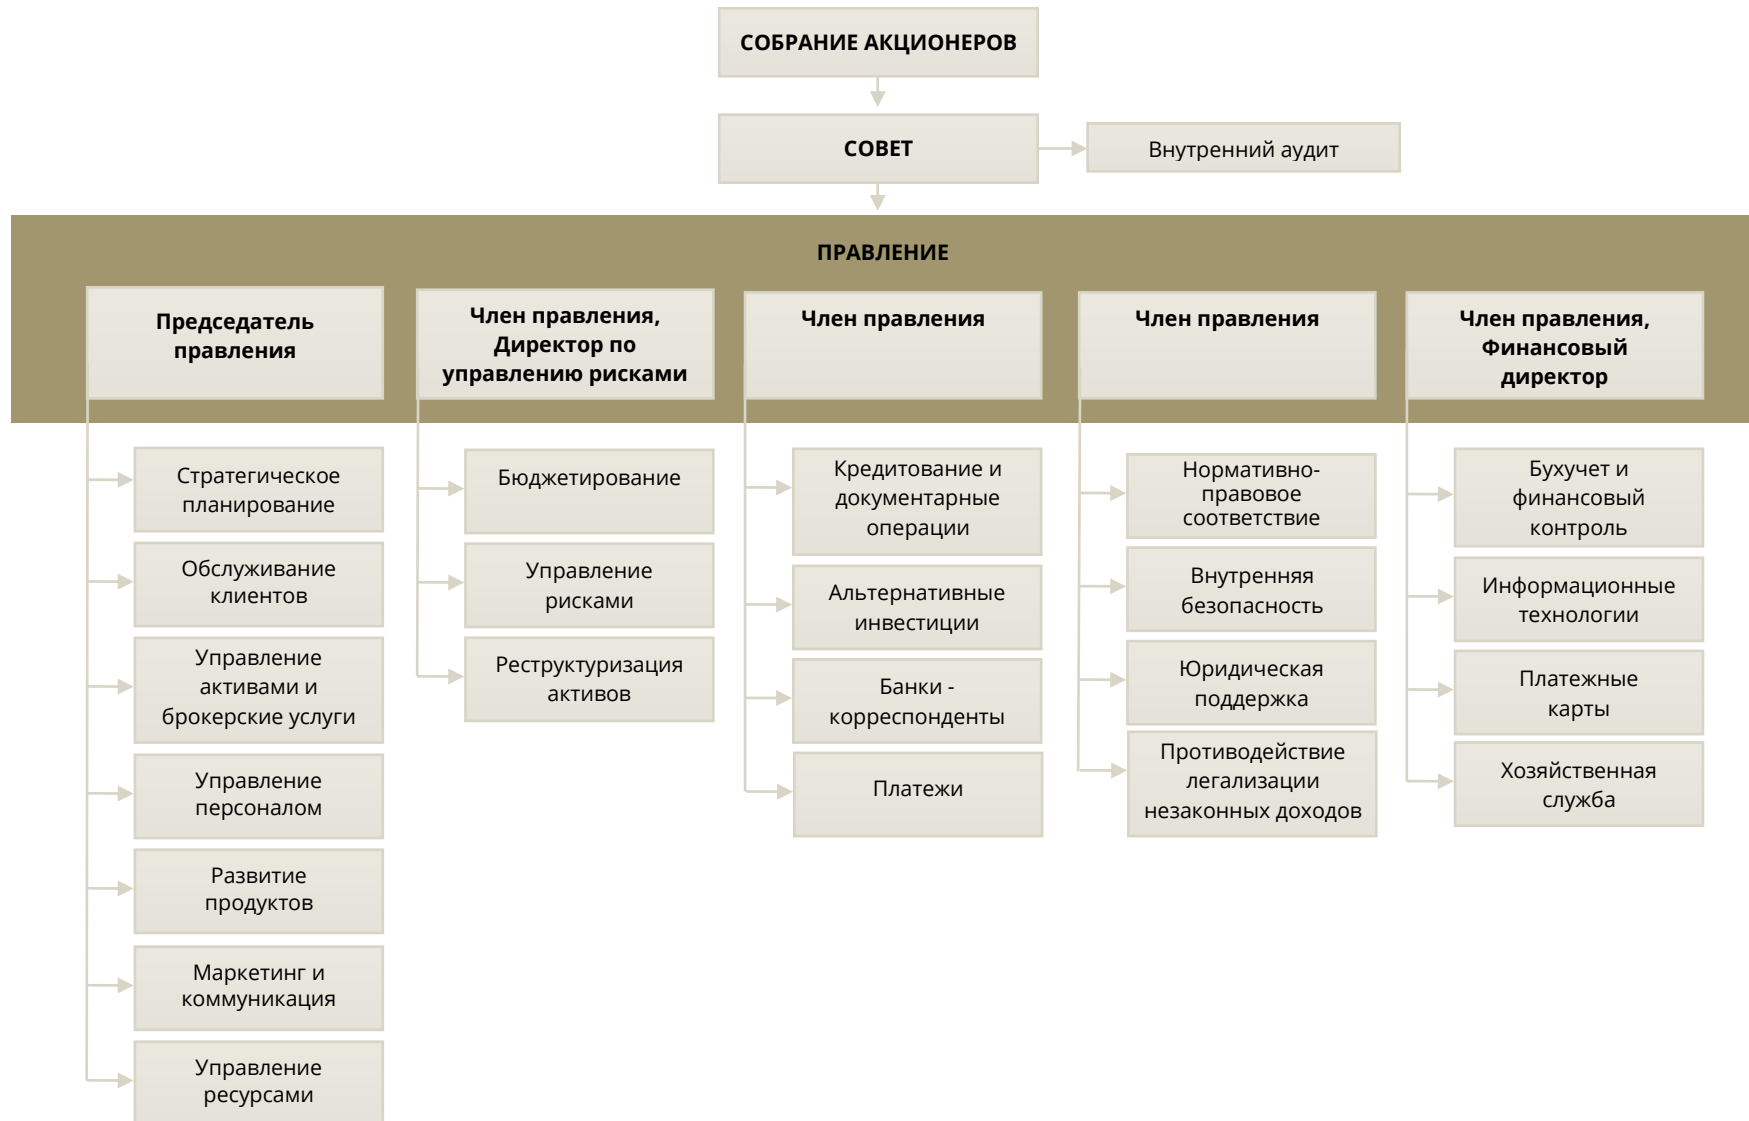 СОБРАНИЕ АКЦИОНЕРОВ
СОВЕТ
Внутренний аудит
ПРАВЛЕНИЕ
Председатель
правления
Член правления,
Директор по
управлению рисками
Член правления
Член правления
Член правления,
Финансовый
директор
Стратегическое
планирование
Обслуживание
клиентов
Управление
активами и
брокерские услуги
Управление
персоналом
Развитие
продуктов
Маркетинг и
коммуникация
Управление
ресурсами
Бюджетирование
Управление
рисками
Реструктуризация
активов
Кредитование и
документарные
операции
Альтернативные
инвестиции
Банки -
корреспонденты
Платежи
Нормативно-
правовое
соответствие
Внутренняя
безопасность
Юридическая
поддержка
Противодействие
легализации
незаконных доходов
Бухучет и
финансовый
контроль
Информационные
технологии
Платежные
карты
Хозяйственная
служба